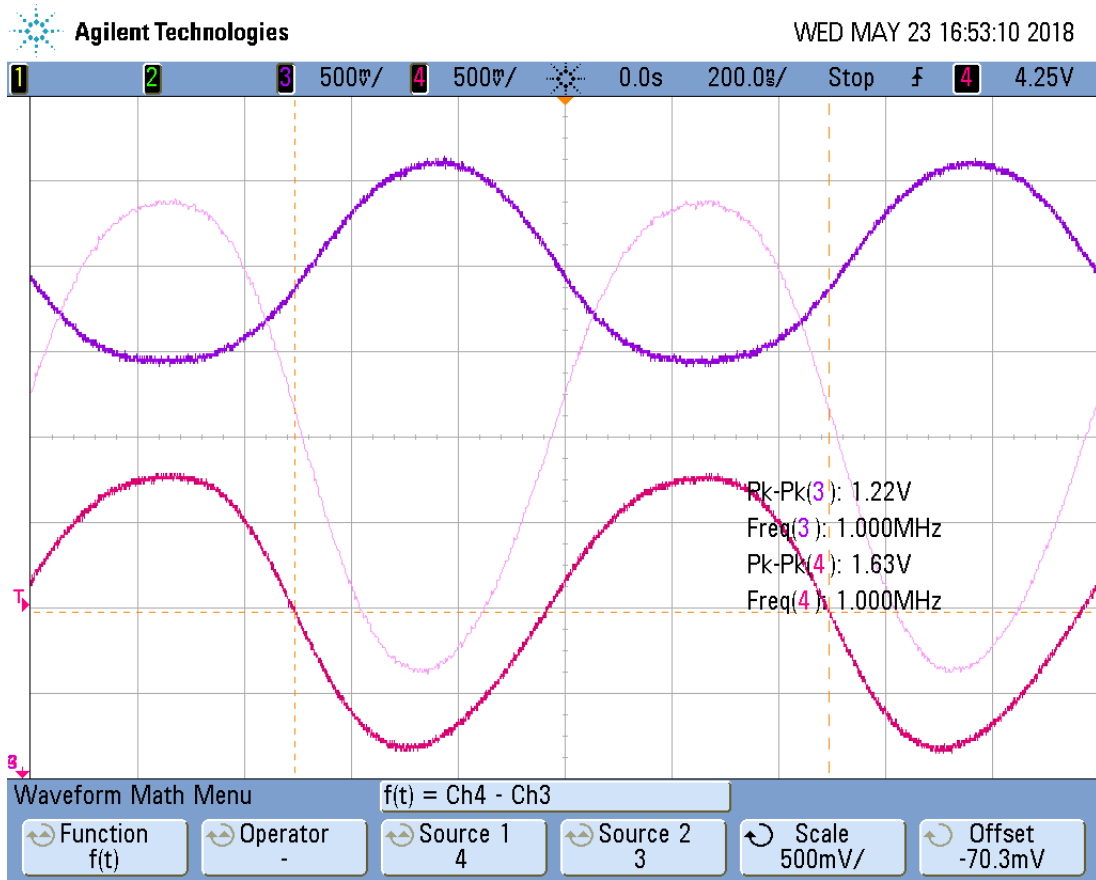 Agilent Technologies WED MAY 23 16:53:10 2018
1 2 3 500mV/ 4 500mV/ 0.0s 200.0ns/ Stop 4 4.25V
Pk-Pk(3): 1.22V
Freq(3): 1.000MHz
Pk-Pk(4): 1.63V
T
Freq(4): 1.000MHz
Waveform Math Menu f(t) = Ch4 - Ch3
Function Operator Source 1 Source 2 Scale Offset
f(t) - 4 3 500mV/ -70.3mV